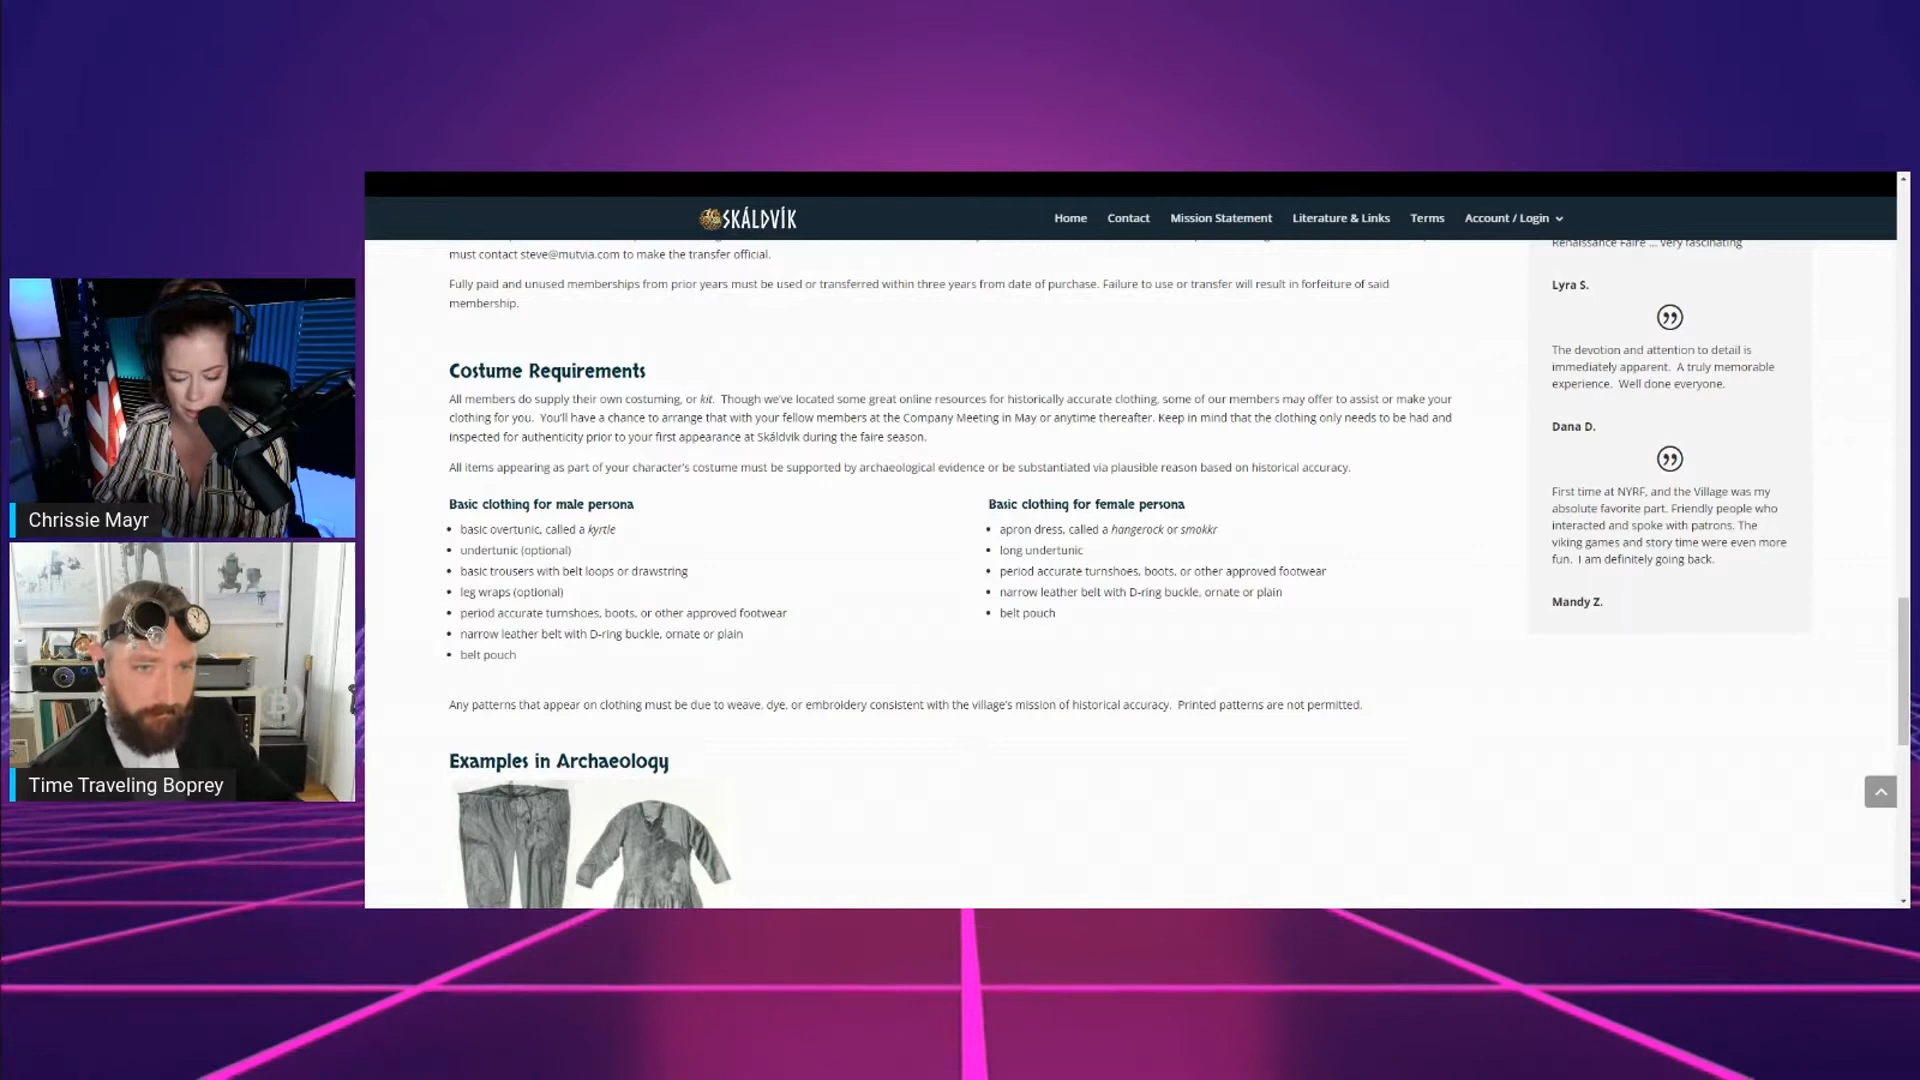 SKÁLDVÍK
Home
Contact
Mission Statement
Literature & Links
Terms
Account / Login
must contact steve@mutvia.com to make the transfer official.
Fully paid and unused memberships from prior years must be used or transferred within three years from date of purchase. Failure to use or transfer will result in forfeiture of said
membership.
Costume Requirements
All members do supply their own costuming, or kit. Though we've located some great online resources for historically accurate clothing, some of our members may offer to assist or make your
clothing for you. You'll have a chance to arrange that with your fellow members at the Company Meeting in May or anytime thereafter. Keep in mind that the clothing only needs to be had and
inspected for authenticity prior to your first appearance at Skáldvik during the faire season.
All items appearing as part of your character's costume must be supported by archaeological evidence or be substantiated via plausible reason based on historical accuracy.
Basic clothing for male persona
basic overtunic, called a kyrtle
undertunic (optional)
basic trousers with belt loops or drawstring
leg wraps (optional)
period accurate turnshoes, boots, or other approved footwear
narrow leather belt with D-ring buckle, ornate or plain
belt pouch
Basic clothing for female persona
apron dress, called a hangerock or smokkr
long undertunic
period accurate turnshoes, boots, or other approved footwear
narrow leather belt with D-ring buckle, ornate or plain
belt pouch
Any patterns that appear on clothing must be due to weave, dye, or embroidery consistent with the village's mission of historical accuracy. Printed patterns are not permitted.
Examples in Archaeology
Renaissance Faire ... very fascinating
Lyra S.
The devotion and attention to detail is
immediately apparent. A truly memorable
experience. Well done everyone.
Dana D.
First time at NYRF, and the Village was my
absolute favorite part. Friendly people who
interacted and spoke with patrons. The
viking games and story time were even more
fun. I am definitely going back.
Mandy Z.
Chrissie Mayr
Time Traveling Boprey